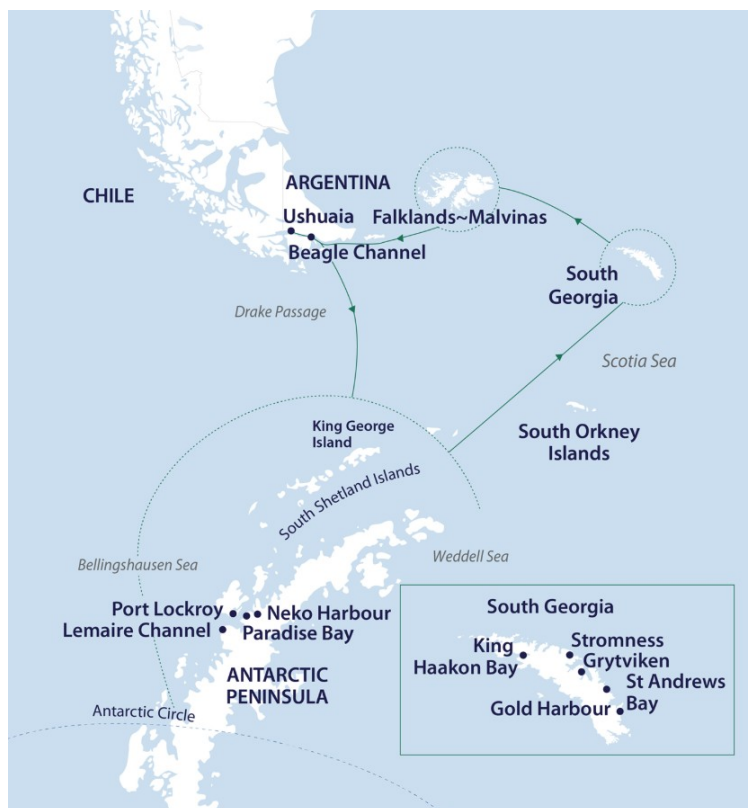 CHILE
ARGENTINA
Ushuaia
Falklands~Malvinas
Beagle Channel
South
Georgia
Drake Passage
Scotia Sea
King George
Island
South Orkney
Islands
South Shetland Islands
Weddell Sea
Bellingshausen Sea
Port Lockroy
Neko Harbour
Lemaire Channel
Paradise Bay
ANTARCTIC
PENINSULA
Antarctic Circle
South Georgia
King
Haakon Bay
Stromness
Grytviken
St Andrews
Bay
Gold Harbour